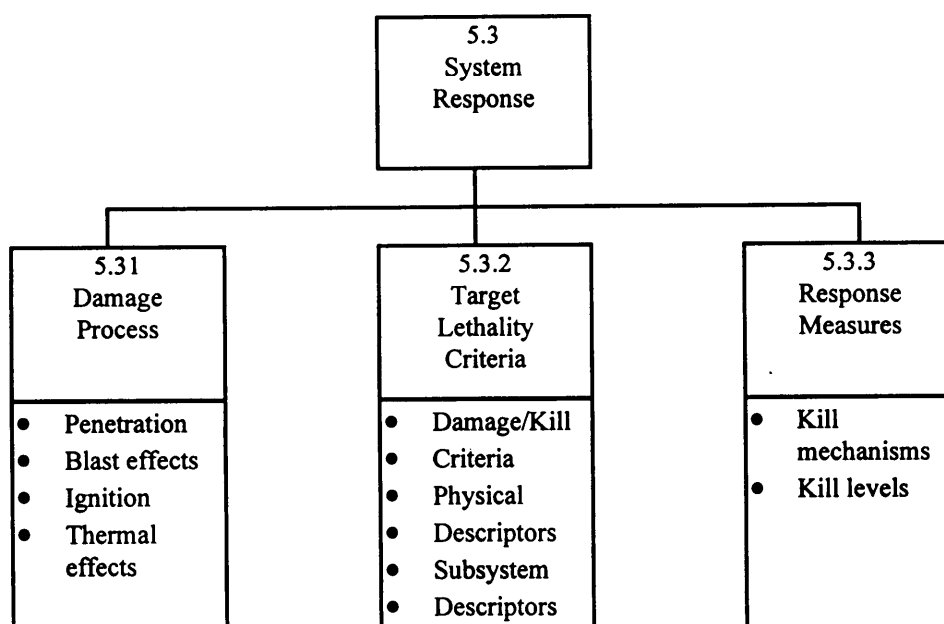 5.3
System
Response
5.31
Damage
Process
● Penetration
● Blast effects
● Ignition
● Thermal
effects
5.3.2
Target
Lethality
Criteria
● Damage/Kill
● Criteria
● Physical
● Descriptors
● Subsystem
● Descriptors
5.3.3
Response
Measures
● Kill
mechanisms
● Kill levels